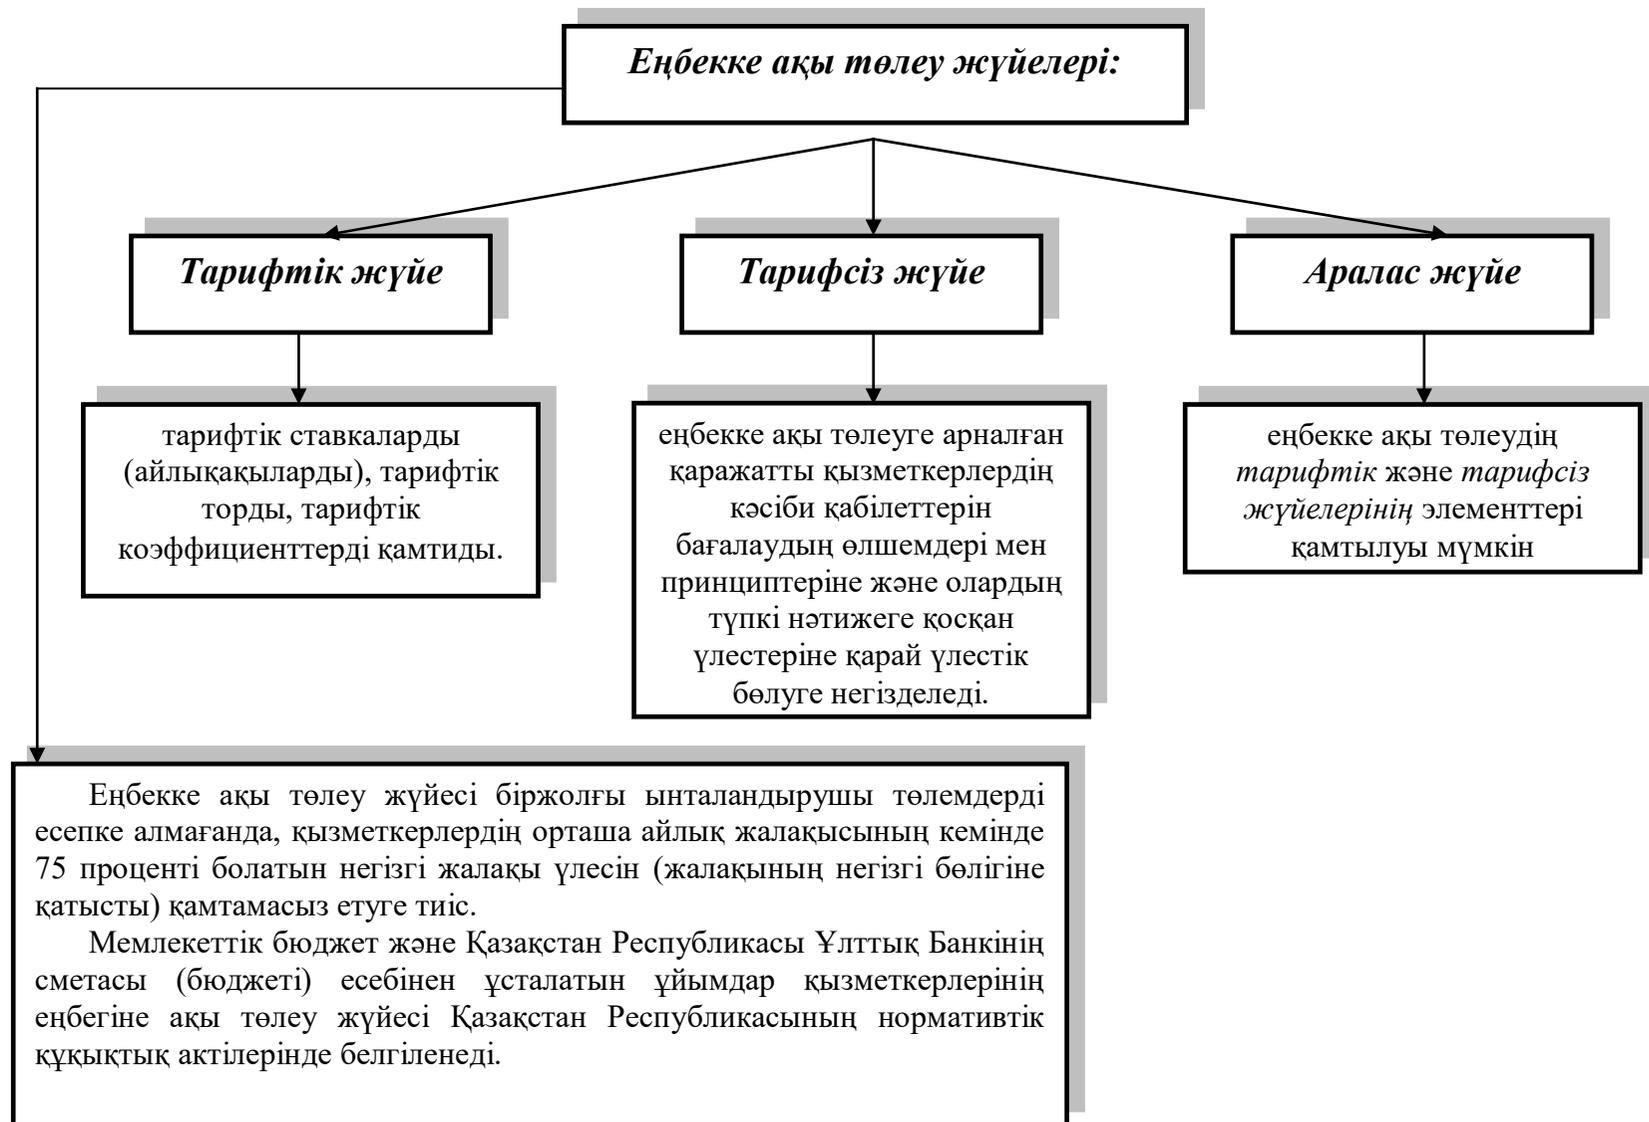 Еңбекке ақы төлеу жүйелері:
Тарифтік жүйе
Тарифсіз жүйе
Аралас жүйе
тарифтік ставкаларды
(айлықақыларды), тарифтік
торды, тарифтік
коэффициенттерді қамтиды.
еңбекке ақы төлеуге арналған
қаражатты қызметкерлердің
кәсіби қабілеттерін
бағалаудың өлшемдері мен
принциптеріне және олардың
түпкі нәтижеге қосқан
үлестеріне қарай үлестік
бөлуге негізделеді.
еңбекке ақы төлеудің
тарифтік және тарифсіз
жүйелерінің элементтері
қамтылуы мүмкін
Еңбекке ақы төлеу жүйесі біржолғы ынталандырушы төлемдерді
есепке алмағанда, қызметкерлердің орташа айлық жалақысының кемінде
75 проценті болатын негізгі жалақы үлесін (жалақының негізгі бөлігіне
қатысты) қамтамасыз етуге тиіс.
Мемлекеттік бюджет және Қазақстан Республикасы Ұлттық Банкінің
сметасы (бюджеті) есебінен ұсталатын ұйымдар қызметкерлерінің
еңбегіне ақы төлеу жүйесі Қазақстан Республикасының нормативтік
құқықтық актілерінде белгіленеді.